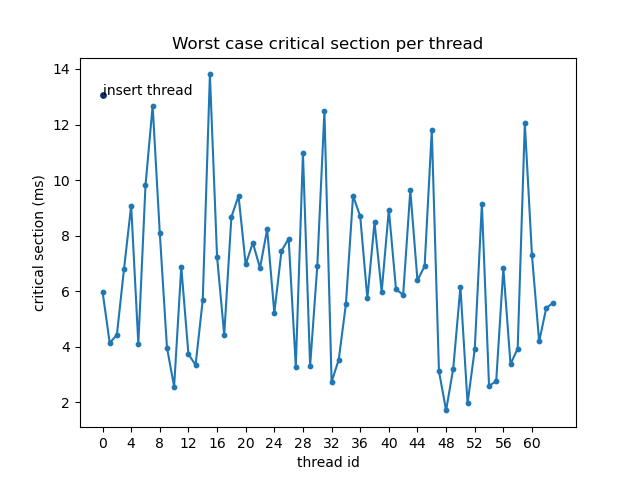 Worst case critical section per thread
14
insert thread
12
10
8
6
4
2
critical section (ms)
0 4 8 12 16 20 24 28 32 36 40 44 48 52 56 60
thread id